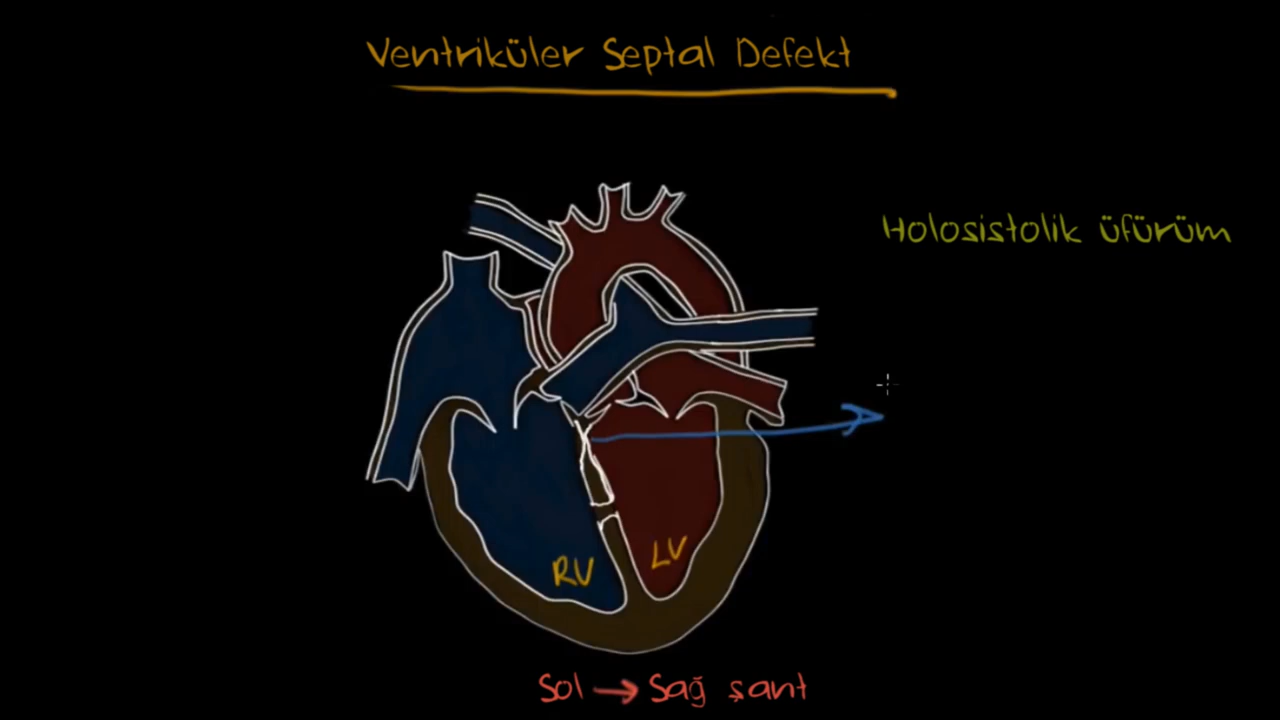 Ventriküler Septal Defekt
Holosistolik üfürüm
RV
LV
Sol → Sağ şant